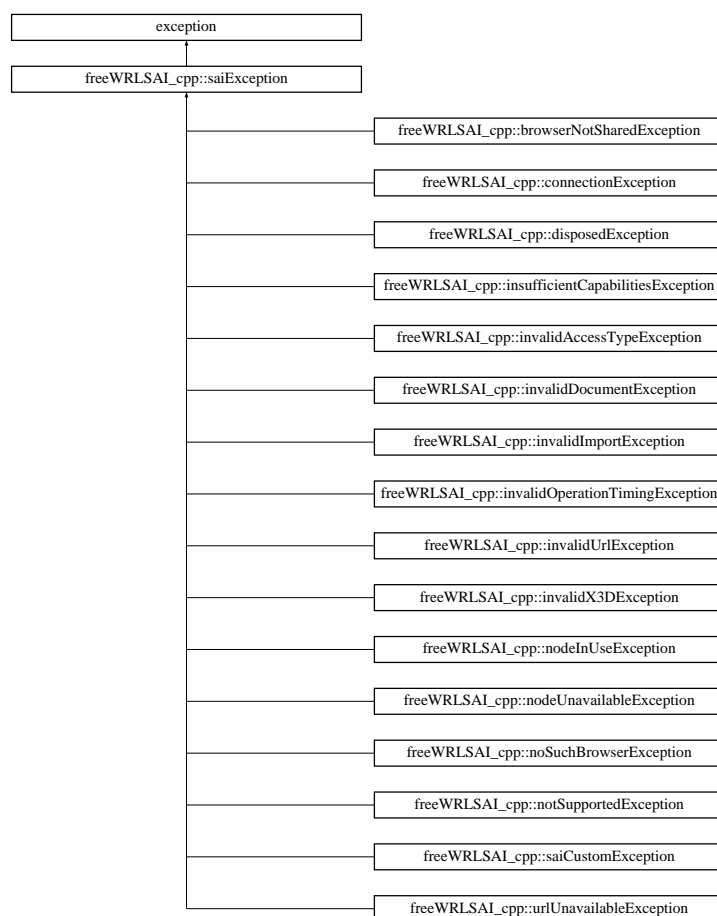 exception
freeWRLSAI_cpp::saiException
freeWRLSAI_cpp::browserNotSharedException
freeWRLSAI_cpp::connectionException
freeWRLSAI_cpp::disposedException
freeWRLSAI_cpp::insufficientCapabilitiesException
freeWRLSAI_cpp::invalidAccessTypeException
freeWRLSAI_cpp::invalidDocumentException
freeWRLSAI_cpp::invalidImportException
freeWRLSAI_cpp::invalidOperationTimingException
freeWRLSAI_cpp::invalidUrlException
freeWRLSAI_cpp::invalidX3DException
freeWRLSAI_cpp::nodeInUseException
freeWRLSAI_cpp::nodeUnavailableException
freeWRLSAI_cpp::noSuchBrowserException
freeWRLSAI_cpp::notSupportedException
freeWRLSAI_cpp::saiCustomException
freeWRLSAI_cpp::urlUnavailableException